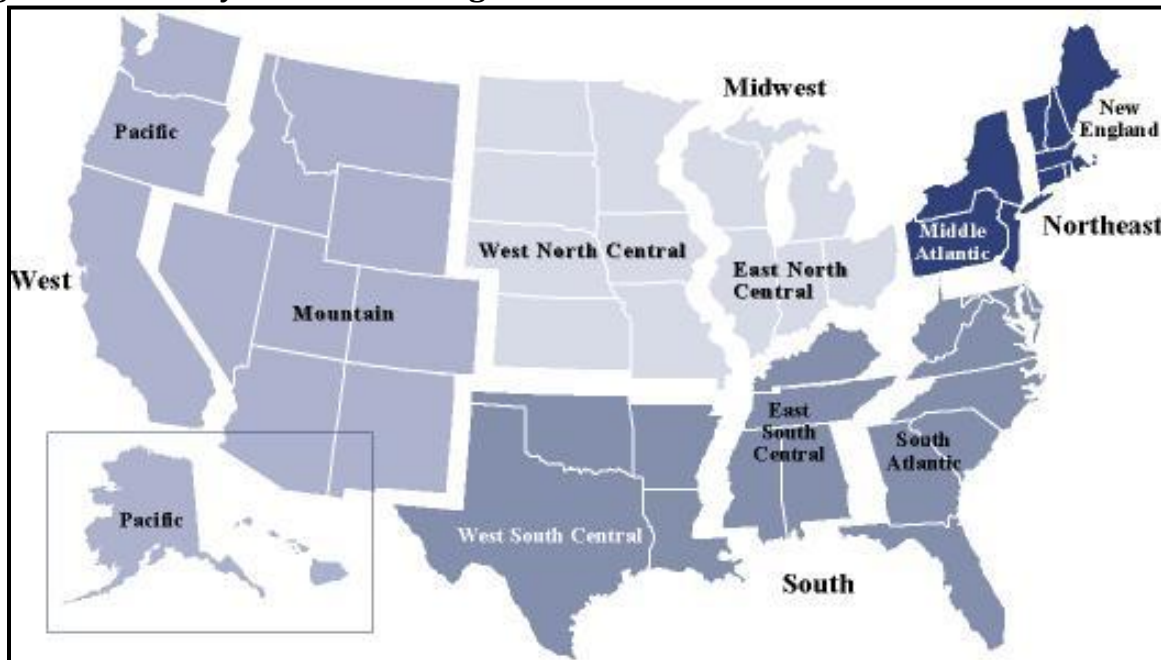 Midwest
New
England
Pacific
Northeast
Middle
Atlantic
West North Central
East North
Central
West
Mountain
East
South
Central
South
Atlantic
Pacific
West South Central
South